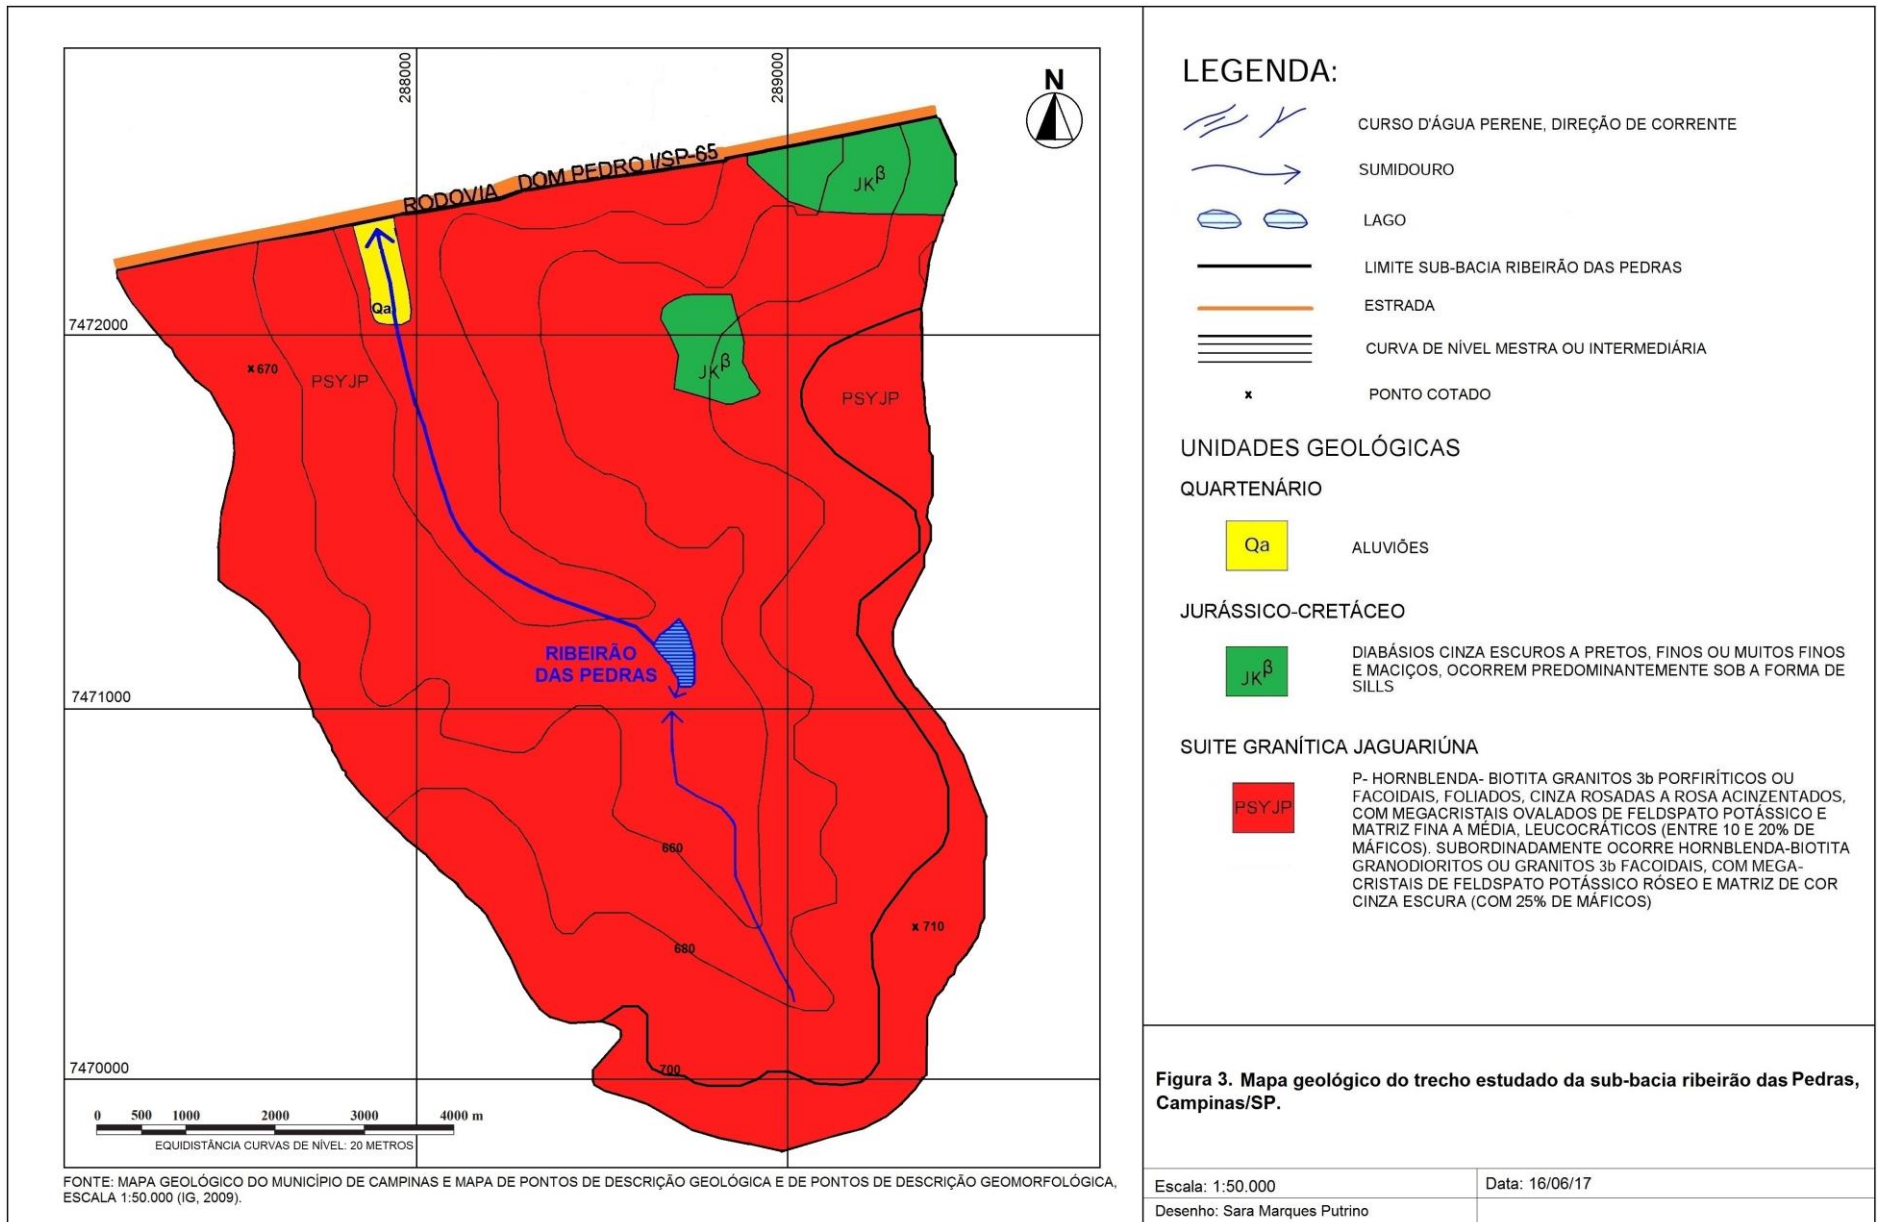 288000
289000
N
RODOVIA DOM PEDRO I/SP-65
JKβ
Qa
7472000
x 670
PSYJP
JKβ
PSYJP
RIBEIRÃO
DAS PEDRAS
7471000
660
x 710
680
7470000
700
0 500 1000 2000 3000 4000 m
EQUIDISTÂNCIA CURVAS DE NÍVEL: 20 METROS
FONTE: MAPA GEOLÓGICO DO MUNICÍPIO DE CAMPINAS E MAPA DE PONTOS DE DESCRIÇÃO GEOLÓGICA E DE PONTOS DE DESCRIÇÃO GEOMORFOLÓGICA,
ESCALA 1:50.000 (IG, 2009).
LEGENDA:
CURSO D'ÁGUA PERENE, DIREÇÃO DE CORRENTE
SUMIDOURO
LAGO
LIMITE SUB-BACIA RIBEIRÃO DAS PEDRAS
ESTRADA
CURVA DE NÍVEL MESTRA OU INTERMEDIÁRIA
x PONTO COTADO
UNIDADES GEOLÓGICAS
QUARTENÁRIO
Qa ALUVIÕES
JURÁSSICO-CRETÁCEO
JKβ
DIABÁSIOS CINZA ESCUROS A PRETOS, FINOS OU MUITOS FINOS
E MACIÇOS, OCORREM PREDOMINANTEMENTE SOB A FORMA DE
SILLS
SUITE GRANÍTICA JAGUARIÚNA
PSYJP
P- HORNBLENDA- BIOTITA GRANITOS 3b PORFIRÍTICOS OU
FACOIDAIS, FOLIADOS, CINZA ROSADAS A ROSA ACINZENTADOS,
COM MEGACRISTAIS OVALADOS DE FELDSPATO POTÁSSICO E
MATRIZ FINA A MÉDIA, LEUCOCRÁTICOS (ENTRE 10 E 20% DE
MÁFICOS). SUBORDINADAMENTE OCORRE HORNBLENDA-BIOTITA
GRANODIORITOS OU GRANITOS 3b FACOIDAIS, COM MEGA-
CRISTAIS DE FELDSPATO POTÁSSICO RÓSEO E MATRIZ DE COR
CINZA ESCURA (COM 25% DE MÁFICOS)
Figura 3. Mapa geológico do trecho estudado da sub-bacia ribeirão das Pedras,
Campinas/SP.
Escala: 1:50.000
Data: 16/06/17
Desenho: Sara Marques Putrino